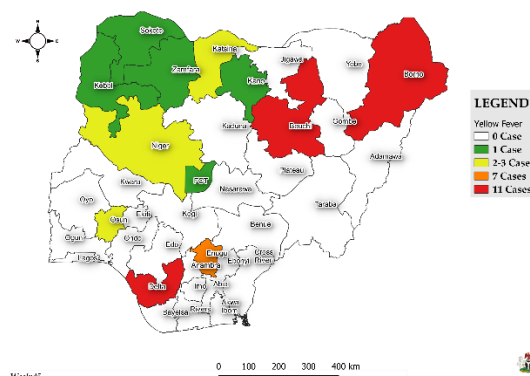 N
W
E
S
Sokoto
Katsina
Jigawa
Yobe
Borno
Zamfara
Kebbi
Kano
Kaduna
Bauchi
Gombe
Adamawa
Niger
FCT
Plateau
Nasarawa
Kwara
Taraba
Oyo
Kogi
Benue
Osun
Ekiti
Ogun
Ondo
Edo
Enugu
Cross
River
Lagos
Anambra
Ebonyi
Delta
Imo
Abia
Bayelsa
Rivers
Akwa
Ibom
LEGEND
Yellow Fever
0 Case
1 Case
2-3 Case
7 Cases
11 Cases
0 100 200 300 400 km